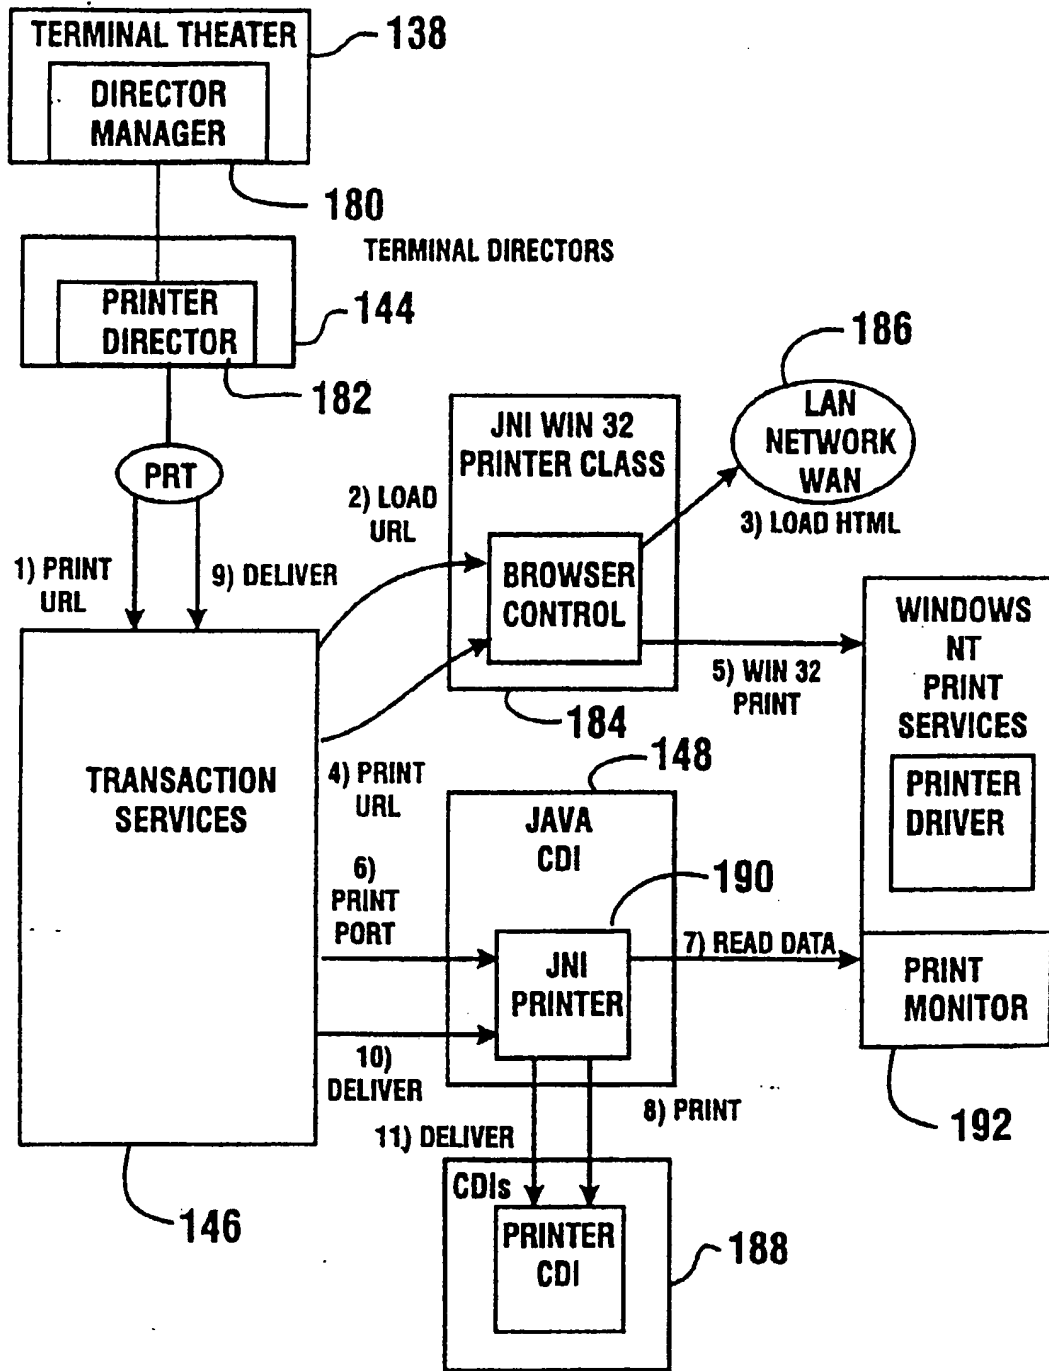 TERMINAL THEATER
138
DIRECTOR
MANAGER
180
TERMINAL DIRECTORS
PRINTER
DIRECTOR
144
182
PRT
1) PRINT
URL
9) DELIVER
JNI WIN 32
PRINTER CLASS
2) LOAD
URL
BROWSER
CONTROL
184
186
LAN
NETWORK
WAN
3) LOAD HTML
5) WIN 32
PRINT
WINDOWS
NT
PRINT
SERVICES
PRINTER
DRIVER
PRINT
MONITOR
192
TRANSACTION
SERVICES
146
4) PRINT
URL
148
JAVA
CDI
6)
PRINT
PORT
190
JNI
PRINTER
7) READ DATA
10)
DELIVER
8) PRINT
11) DELIVER
CDIs
PRINTER
CDI
188